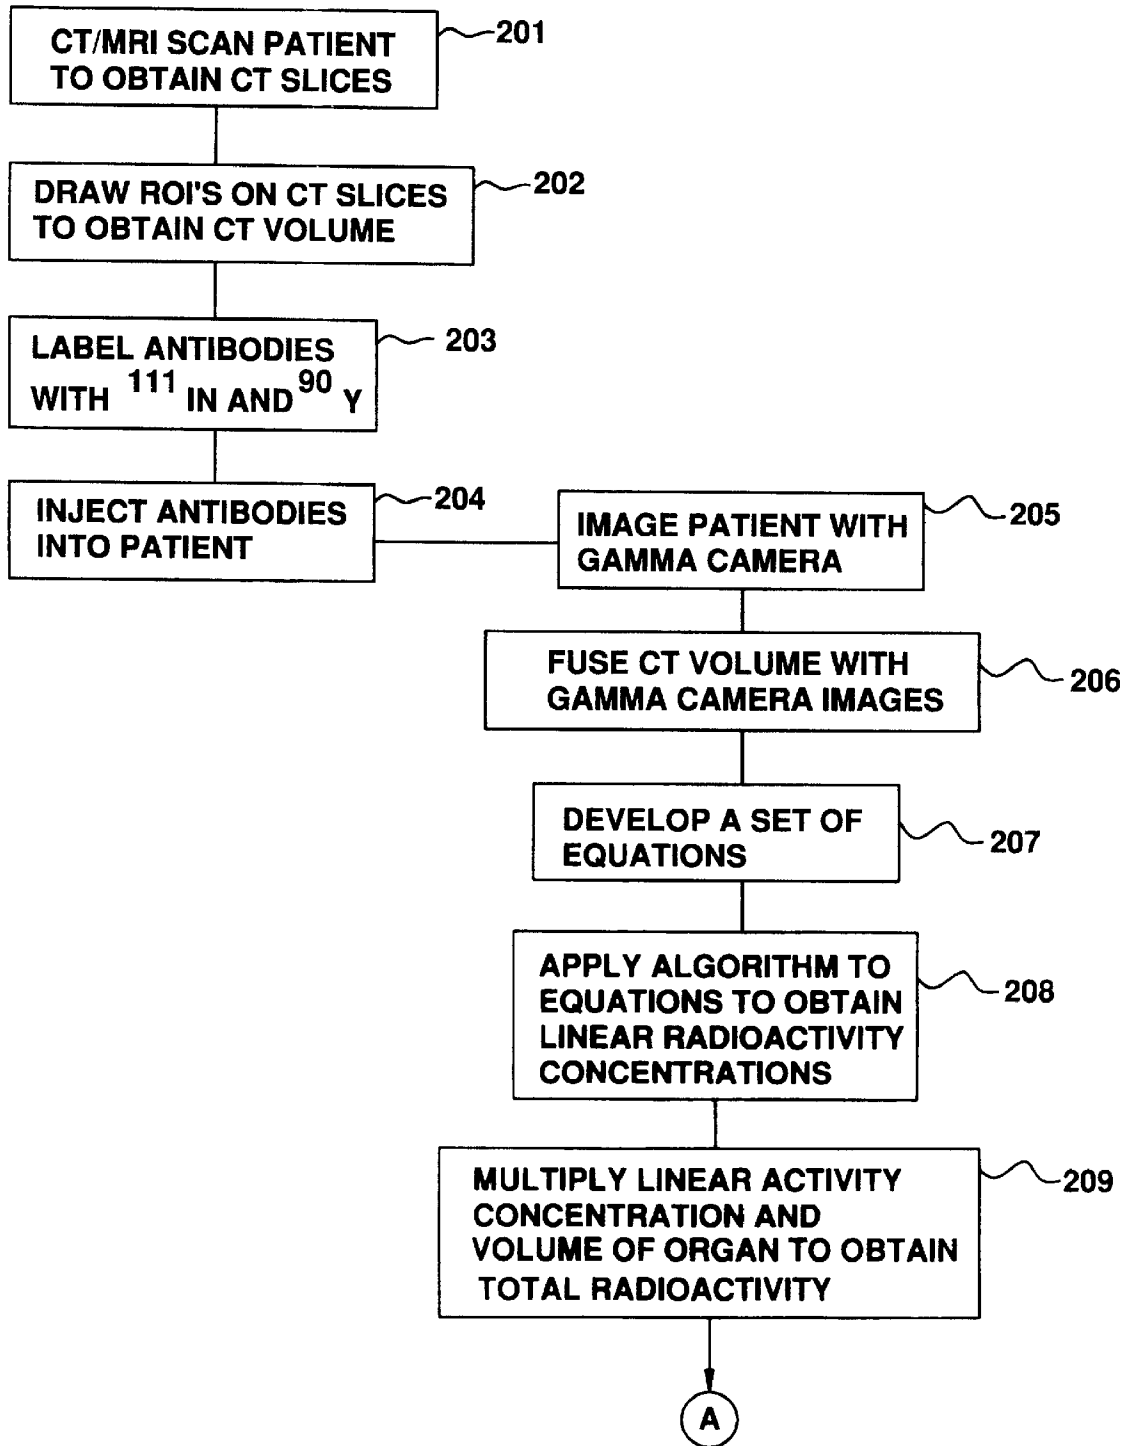 CT/MRI SCAN PATIENT
TO OBTAIN CT SLICES
201
DRAW ROI'S ON CT SLICES
TO OBTAIN CT VOLUME
202
LABEL ANTIBODIES
WITH 111 IN AND 90 Y
203
INJECT ANTIBODIES
INTO PATIENT
204
IMAGE PATIENT WITH
GAMMA CAMERA
205
FUSE CT VOLUME WITH
GAMMA CAMERA IMAGES
206
DEVELOP A SET OF
EQUATIONS
207
APPLY ALGORITHM TO
EQUATIONS TO OBTAIN
LINEAR RADIOACTIVITY
CONCENTRATIONS
208
MULTIPLY LINEAR ACTIVITY
CONCENTRATION AND
VOLUME OF ORGAN TO OBTAIN
TOTAL RADIOACTIVITY
209
A